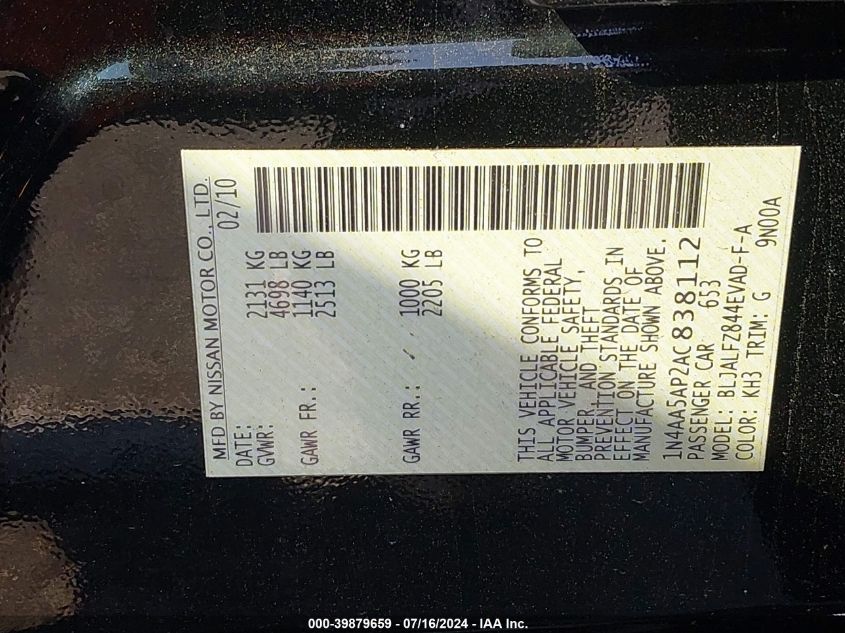 MFD BY NISSAN MOTOR CO., LTD.
DATE: 02/10
GVWR: 2131 KG
4698 LB
GAWR FR.: 1140 KG
2513 LB
GAWR RR.: 1000 KG
2205 LB
THIS VEHICLE CONFORMS TO
ALL APPLICABLE FEDERAL
MOTOR VEHICLE SAFETY,
BUMPER, AND THEFT
PREVENTION STANDARDS IN
EFFECT ON THE DATE OF
MANUFACTURE SHOWN ABOVE.
1N4AA5AP2AC838112
PASSENGER CAR 653
MODEL: BLJALFZ844EVAD-F-A
COLOR: KH3 TRIM: G 9N00A
000-39879659 - 07/16/2024 - IAA Inc.